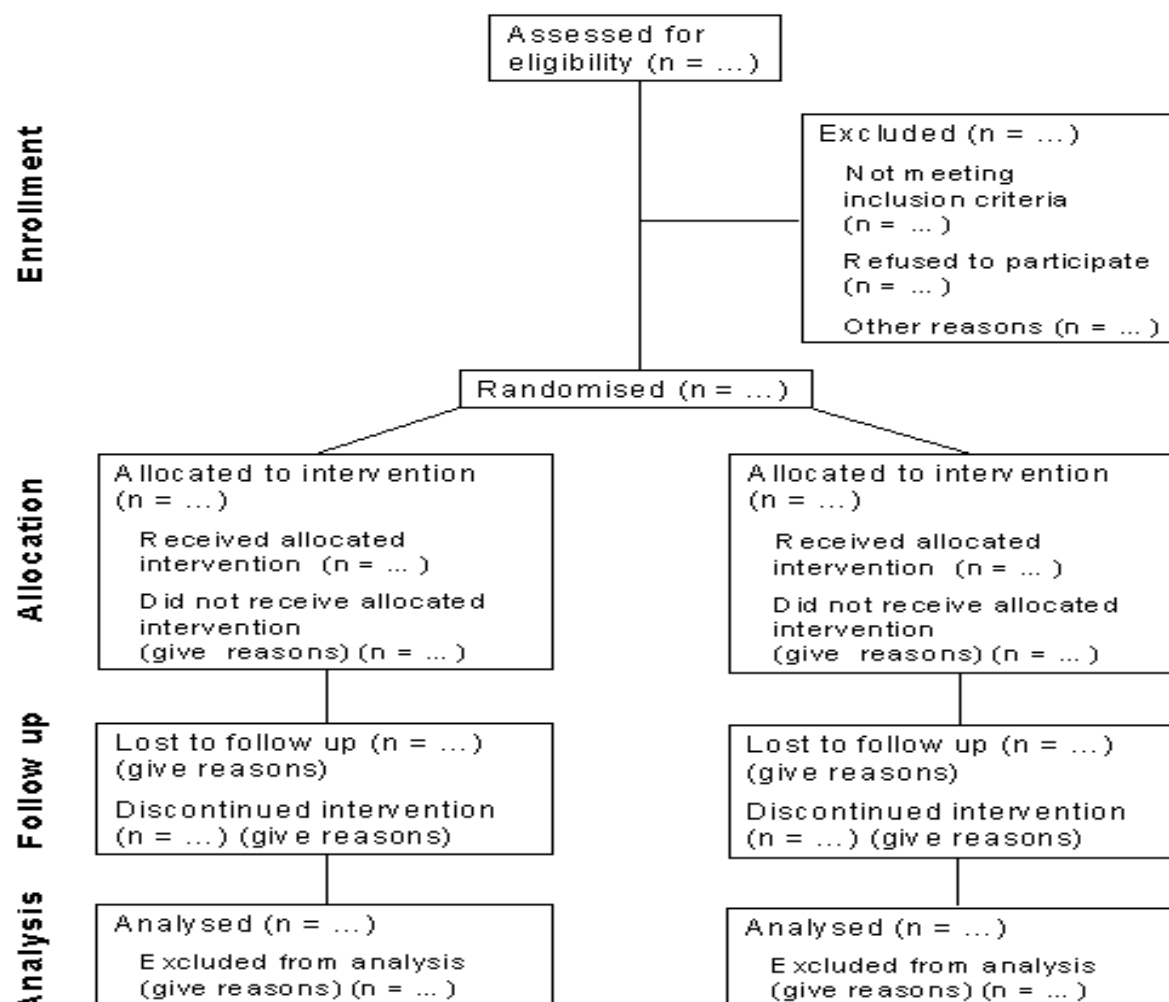 Assessed for
eligibility (n = ...)
Enrollment
Excluded (n = ...)
Not meeting
inclusion criteria
(n = ...)
Refused to participate
(n = ...)
Other reasons (n = ...)
Randomised (n = ...)
Allocation
Allocated to intervention
(n = ...)
Received allocated
intervention (n = ...)
Did not receive allocated
intervention
(give reasons) (n = ...)
Allocated to intervention
(n = ...)
Received allocated
intervention (n = ...)
Did not receive allocated
intervention
(give reasons) (n = ...)
Follow up
Lost to follow up (n = ...)
(give reasons)
Discontinued intervention
(n = ...) (give reasons)
Lost to follow up (n = ...)
(give reasons)
Discontinued intervention
(n = ...) (give reasons)
Analysis
Analysed (n = ...)
Excluded from analysis
(give reasons) (n = ...)
Analysed (n = ...)
Excluded from analysis
(give reasons) (n = ...)